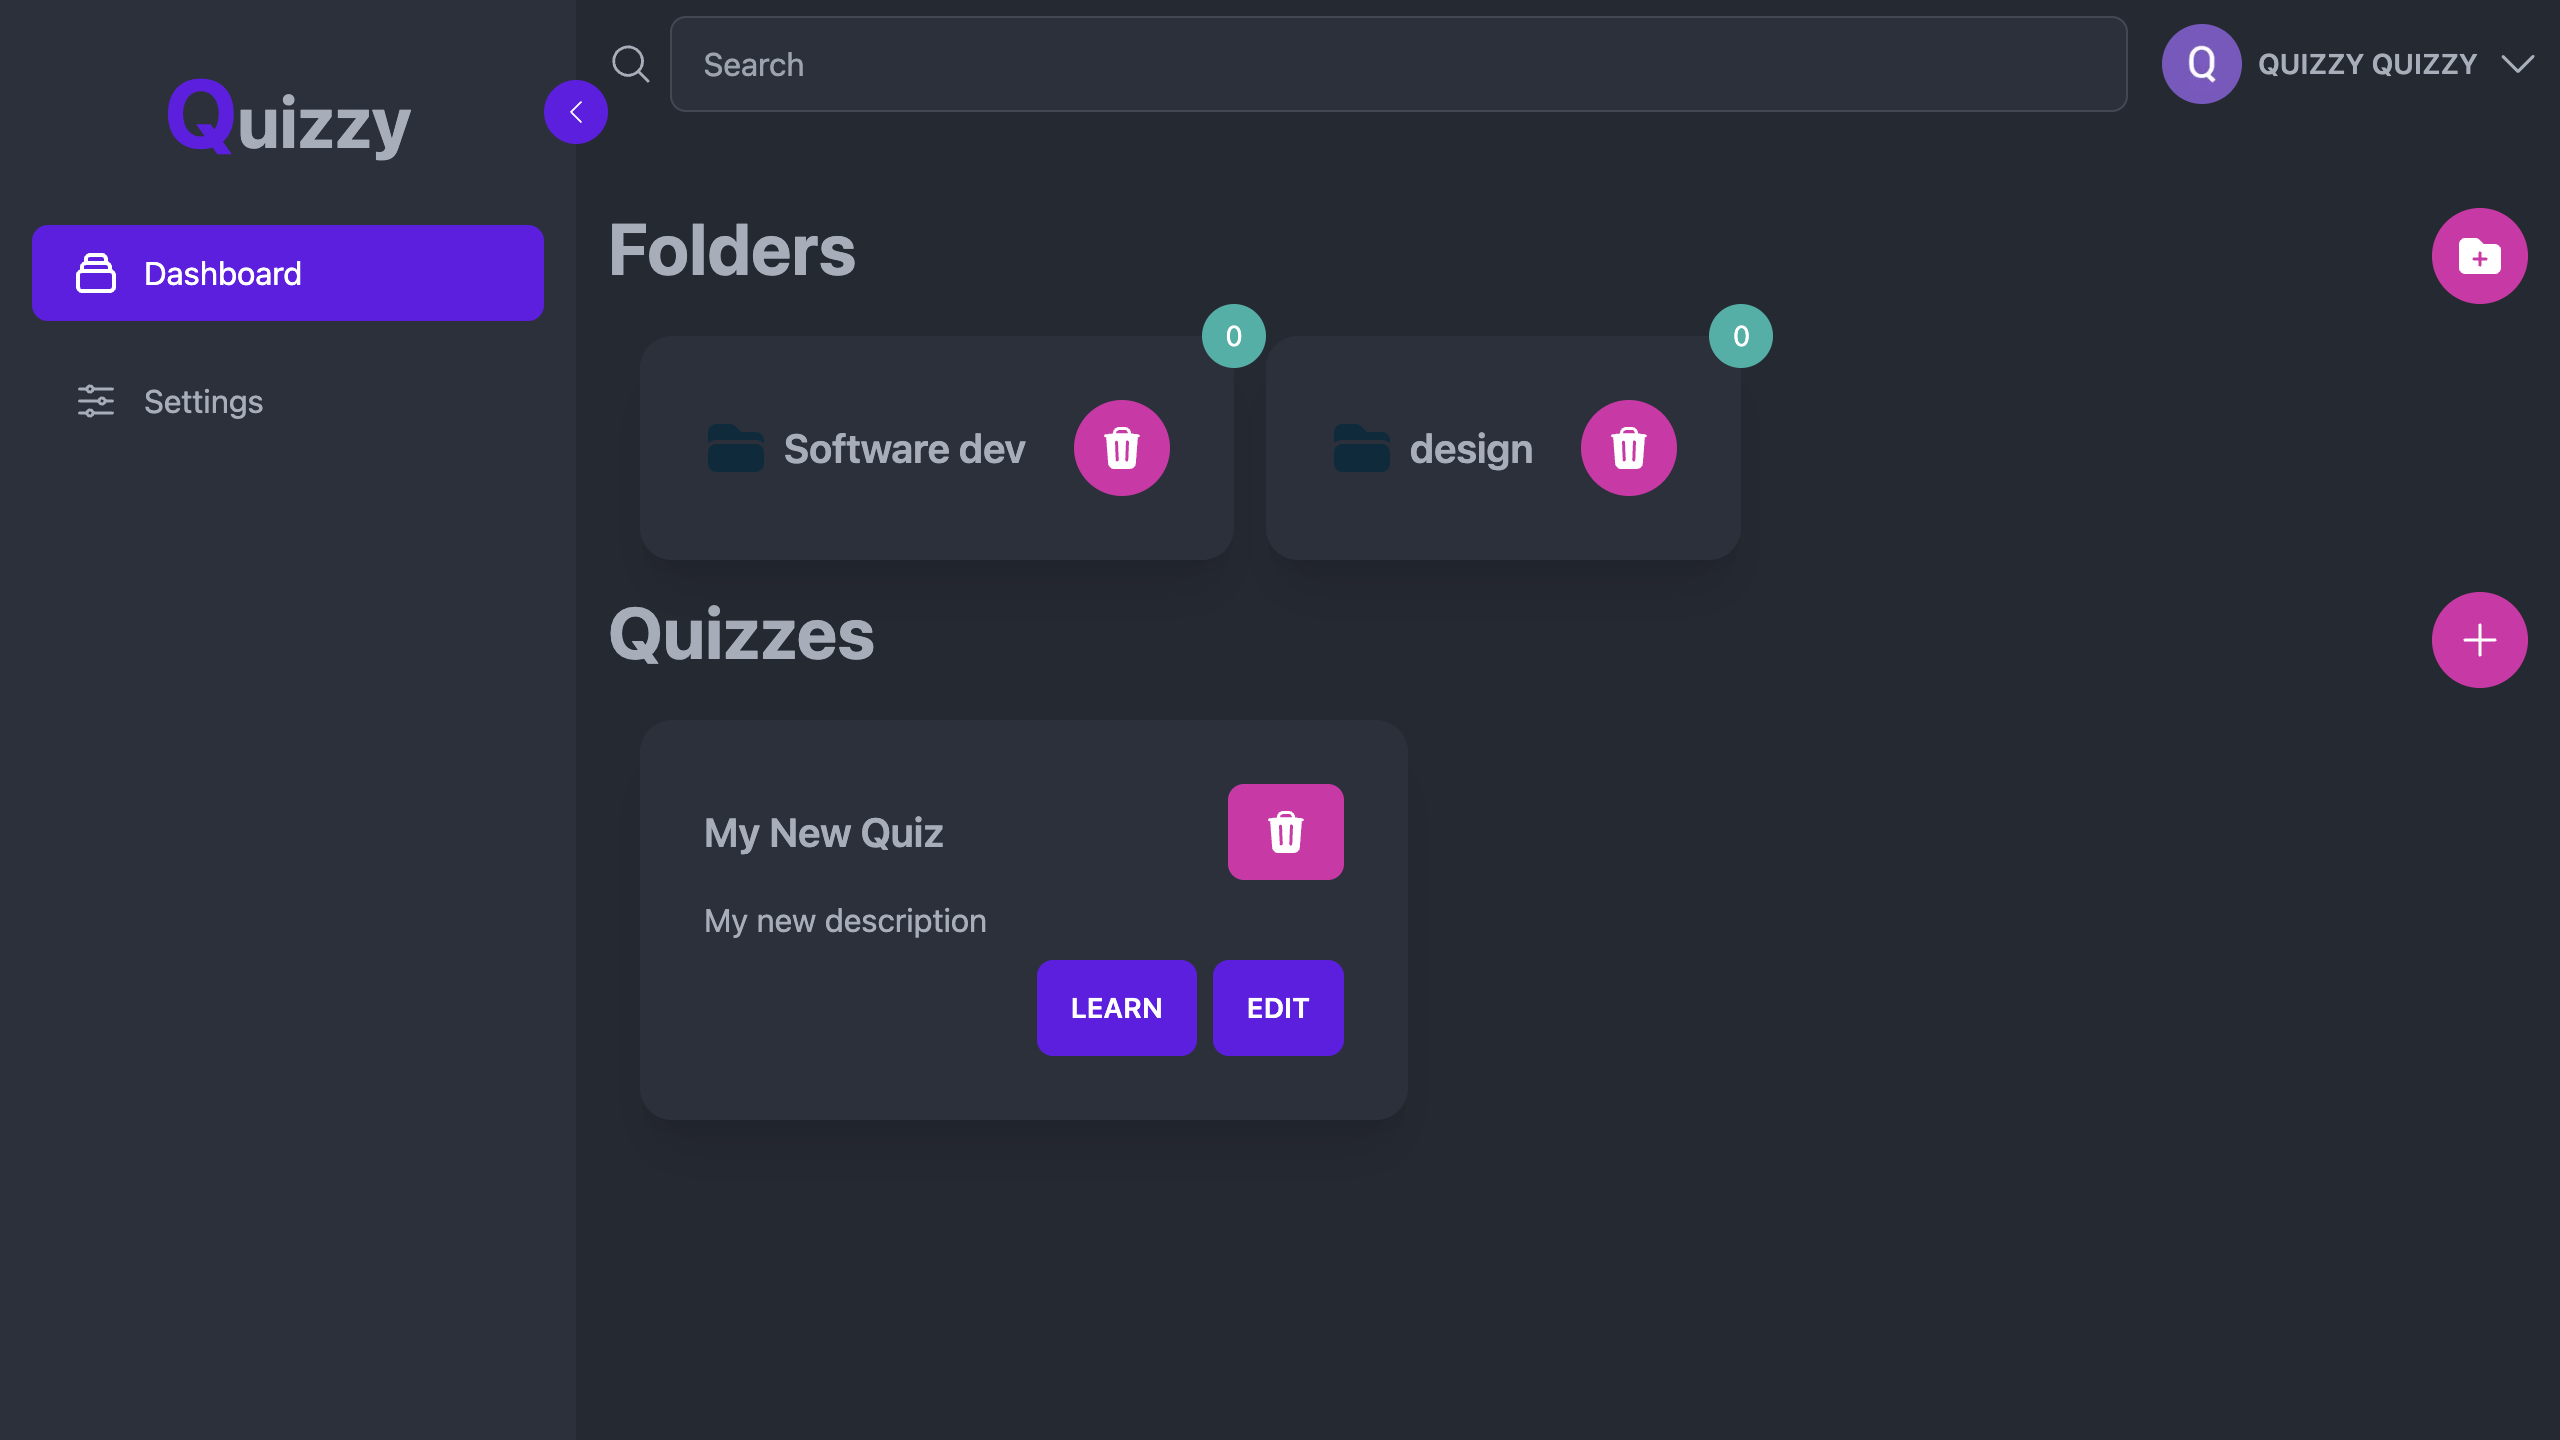 Quizzy
Dashboard
Settings
Search
Q
QUIZZY QUIZZY
Folders
0
Software dev
0
design
Quizzes
My New Quiz
My new description
LEARN
EDIT